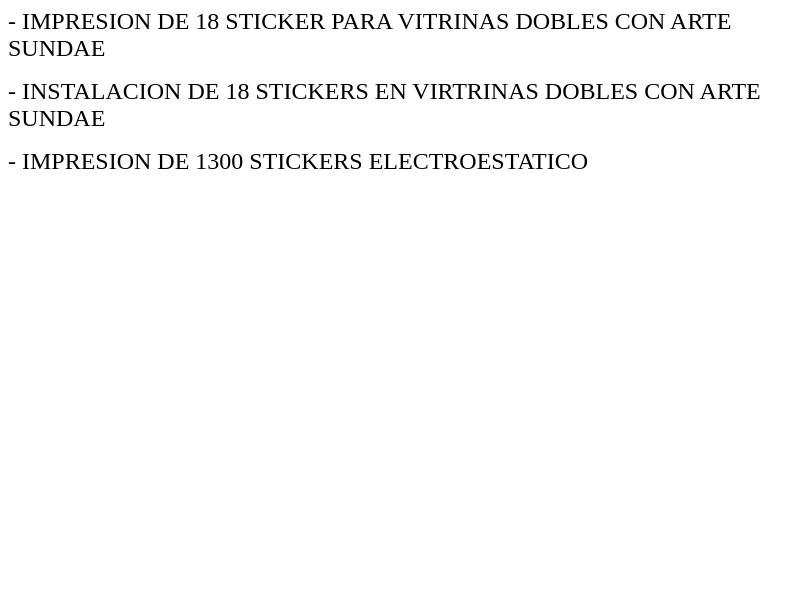 - IMPRESION DE 18 STICKER PARA VITRINAS DOBLES CON ARTE
SUNDAE
- INSTALACION DE 18 STICKERS EN VIRTRINAS DOBLES CON ARTE
SUNDAE
- IMPRESION DE 1300 STICKERS ELECTROESTATICO